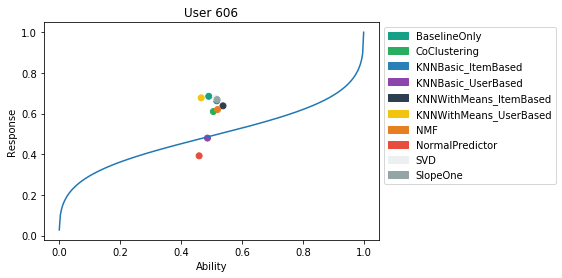 User 606
1.0
0.8
0.6
0.4
0.2
0.0
Response
0.0 0.2 0.4 0.6 0.8 1.0
Ability
BaselineOnly
CoClustering
KNNBasic_ItemBased
KNNBasic_UserBased
KNNWithMeans_ItemBased
KNNWithMeans_UserBased
NMF
NormalPredictor
SVD
SlopeOne